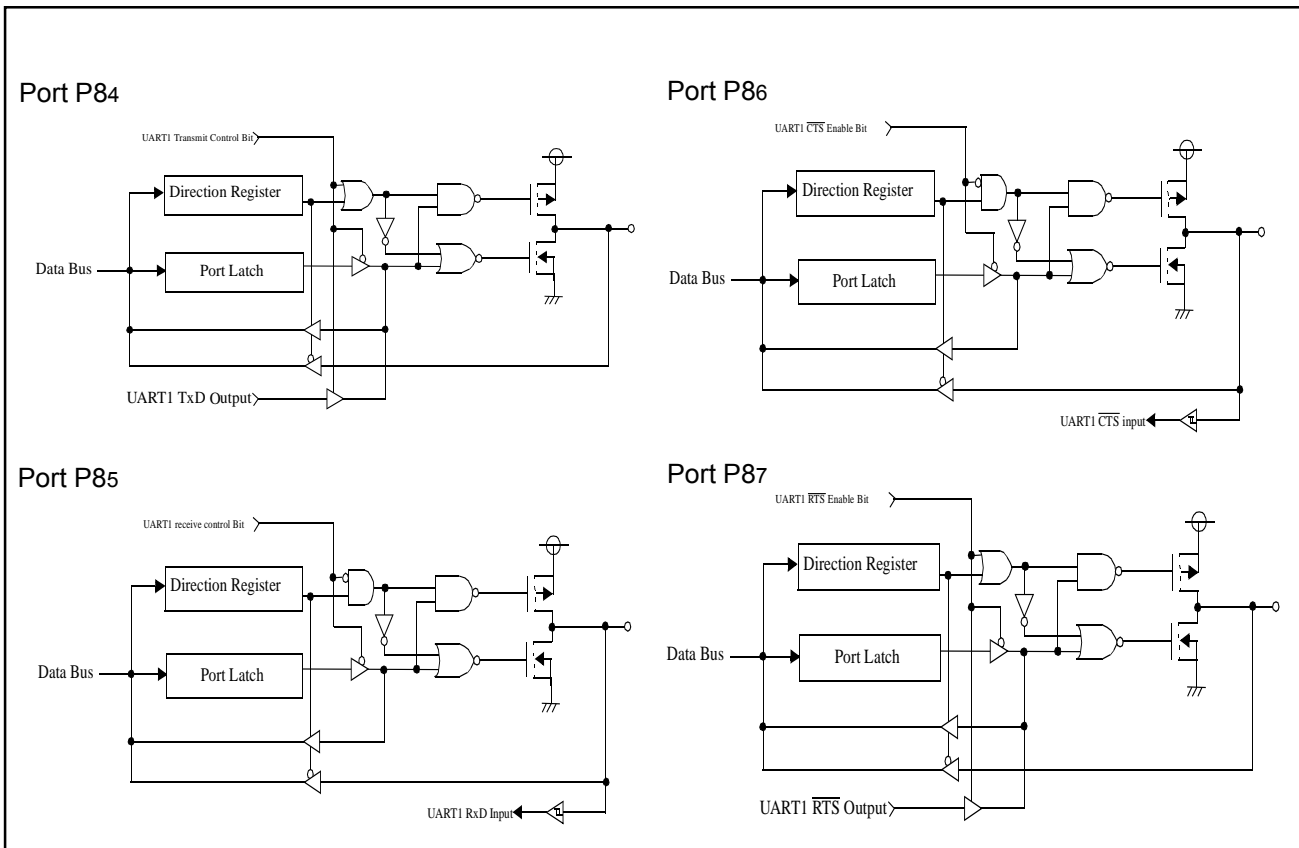 Port P84
UART1 Transmit Control Bit
Direction Register
Data Bus
Port Latch
UART1 TxD Output
Port P86
UART1 CTS Enable Bit
Direction Register
Data Bus
Port Latch
UART1 CTS input
Port P85
UART1 receive control Bit
Direction Register
Data Bus
Port Latch
UART1 RxD Input
Port P87
UART1 RTS Enable Bit
Direction Register
Data Bus
Port Latch
UART1 RTS Output